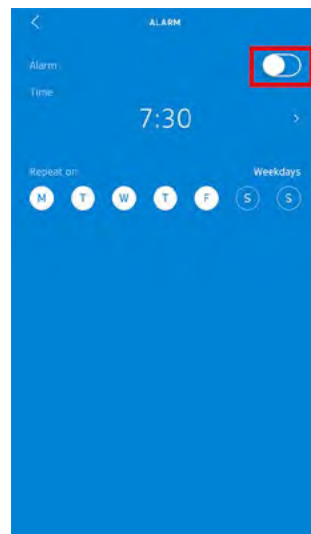 ALARM
Alarm
Time
7:30
Repeat on Weekdays
M T W T F S S